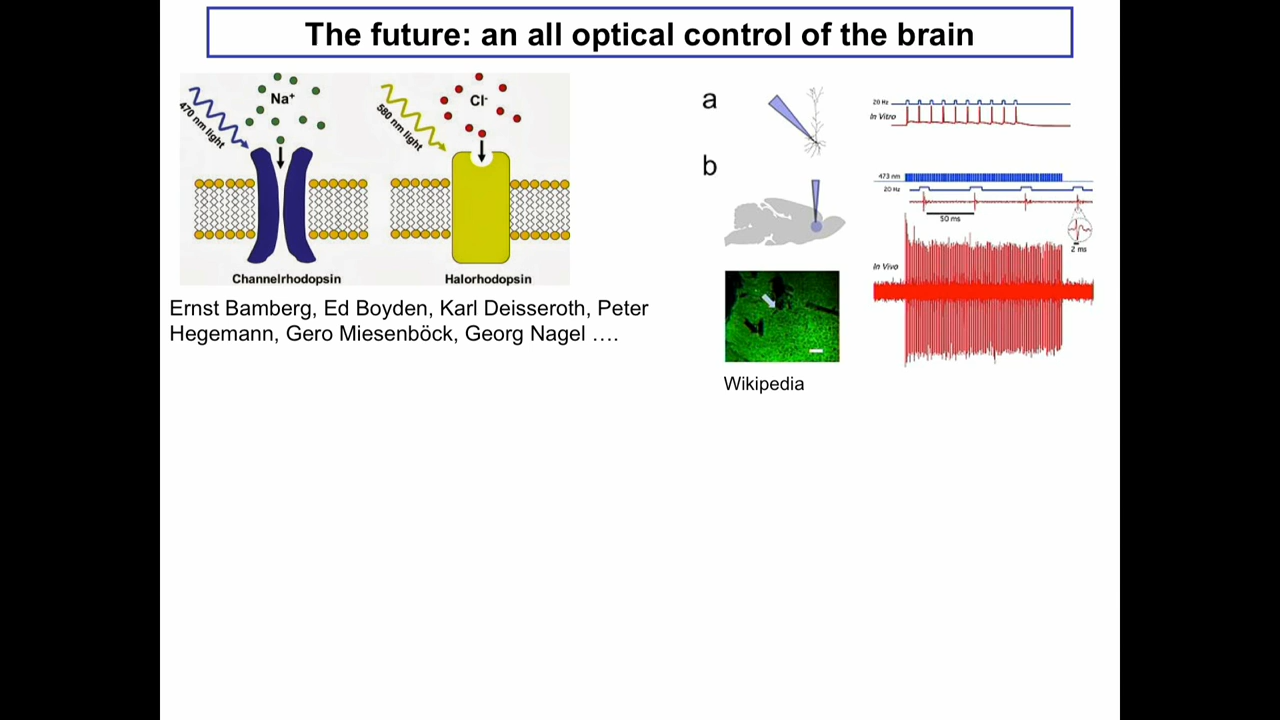 The future: an all optical control of the brain
470 nm light
Na+
580 nm light
Cl-
Channelrhodopsin
Halorhodopsin
Ernst Bamberg, Ed Boyden, Karl Deisseroth, Peter
Hegemann, Gero Miesenböck, Georg Nagel ….
a
20 Hz
In Vitro
b
473 nm
20 Hz
50 ms
2 ms
In Vivo
Wikipedia